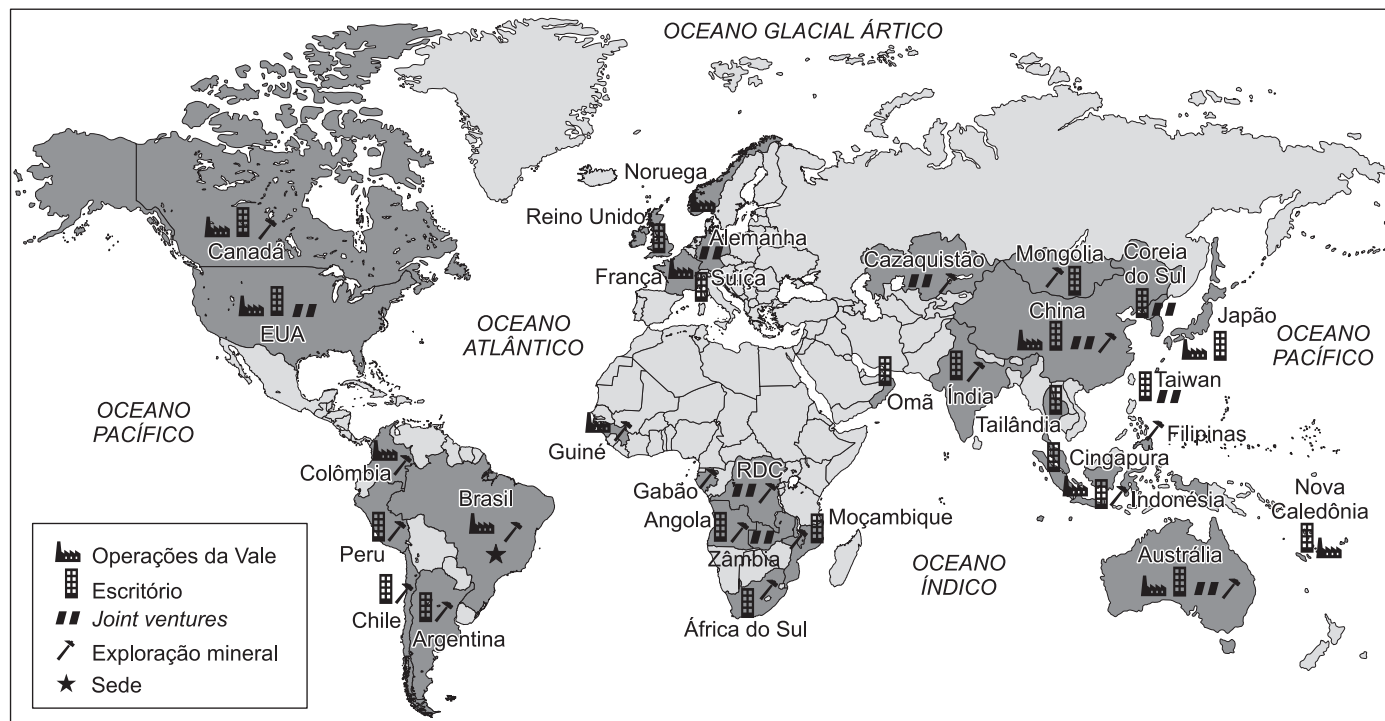 OCEANO GLACIAL ÁRTICO
Noruega
Reino Unido
Alemanha
Canadá
França
Suíça
Cazaquistão
Mongólia
Coreia
do Sul
EUA
China
Japão
OCEANO
ATLÂNTICO
OCEANO
PACÍFICO
Taiwan
Omã
Índia
OCEANO
PACÍFICO
Tailândia
Filipinas
Guiné
Colômbia
Cingapura
RDC
Brasil
Gabão
Indonésia
Nova
Caledônia
Angola
Moçambique
Peru
Zâmbia
OCEANO
ÍNDICO
Austrália
Chile
África do Sul
Argentina
Operações da Vale
Escritório
Joint ventures
Exploração mineral
Sede